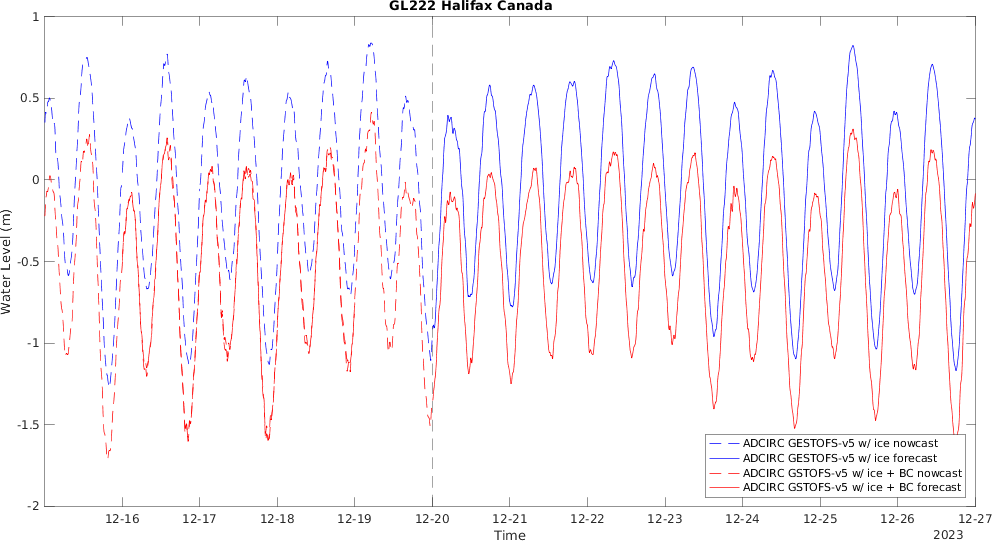 GL222 Halifax Canada
1
0.5
0
-0.5
-1
-1.5
-2
Water Level (m)
ADCIRC GESTOFS-v5 w/ ice nowcast
ADCIRC GESTOFS-v5 w/ ice forecast
ADCIRC GSTOFS-v5 w/ ice + BC nowcast
ADCIRC GSTOFS-v5 w/ ice + BC forecast
12-16 12-17 12-18 12-19 12-20 12-21 12-22 12-23 12-24 12-25 12-26 12-27
Time
2023